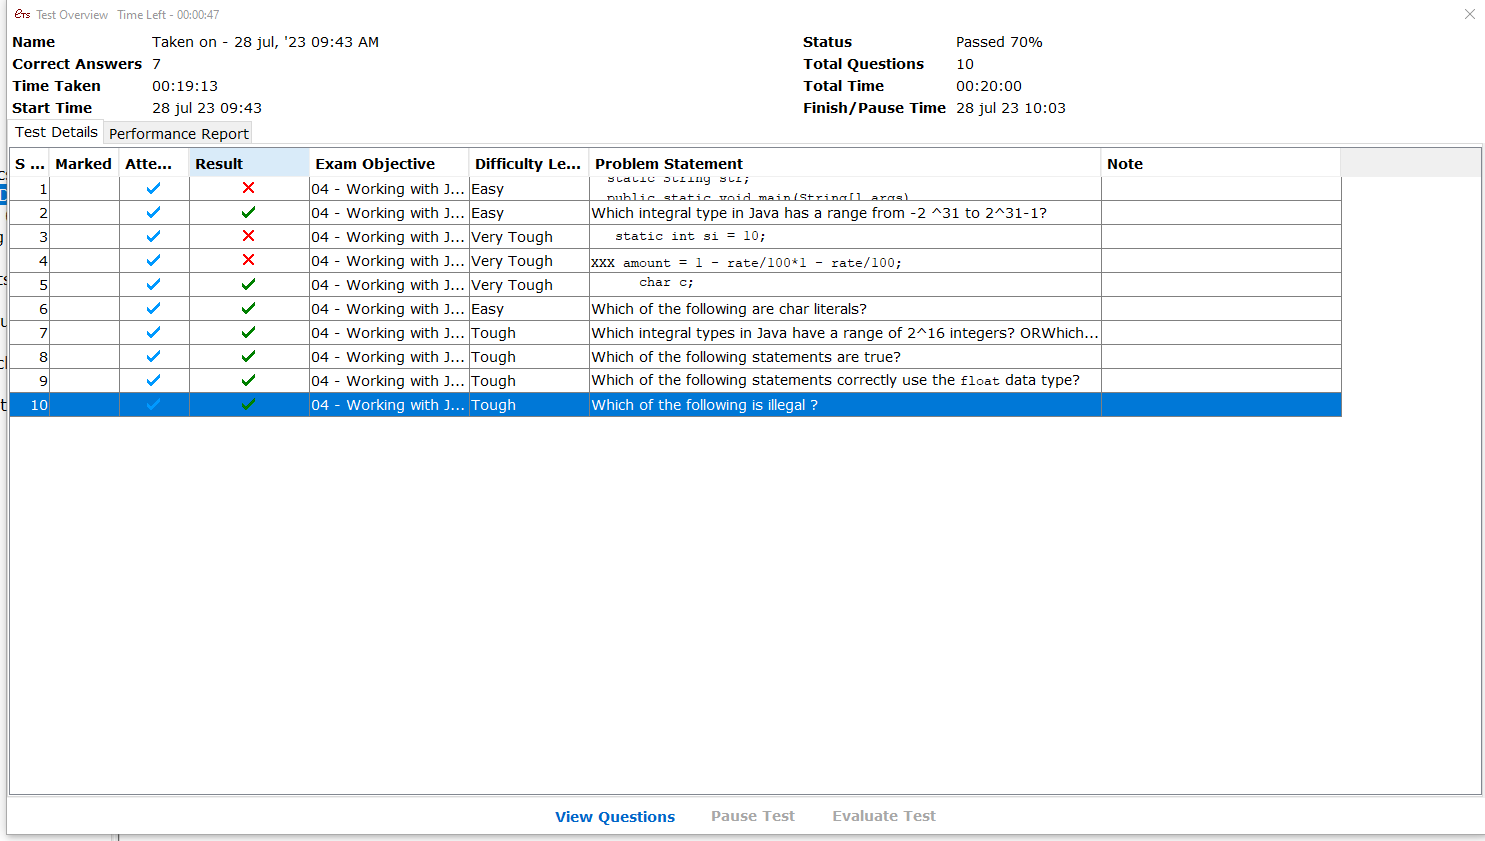 ETS Test Overview Time Left - 00:00:47
Name Taken on - 28 jul, '23 09:43 AM Status Passed 70%
Correct Answers 7 Total Questions 10
Time Taken 00:19:13 Total Time 00:20:00
Start Time 28 jul 23 09:43 Finish/Pause Time 28 jul 23 10:03
Test Details Performance Report
S ... Marked Atte... Result Exam Objective Difficulty Le... Problem Statement Note
static String str;
1 04 - Working with J... Easy public static void main(String[] args)
2 04 - Working with J... Easy Which integral type in Java has a range from -2 ^31 to 2^31-1?
3 04 - Working with J... Very Tough static int si = 10;
4 04 - Working with J... Very Tough XXX amount = 1 - rate/100*1 - rate/100;
5 04 - Working with J... Very Tough char c;
6 04 - Working with J... Easy Which of the following are char literals?
7 04 - Working with J... Tough Which integral types in Java have a range of 2^16 integers? ORWhich...
8 04 - Working with J... Tough Which of the following statements are true?
9 04 - Working with J... Tough Which of the following statements correctly use the float data type?
10 04 - Working with J... Tough Which of the following is illegal ?
View Questions Pause Test Evaluate Test